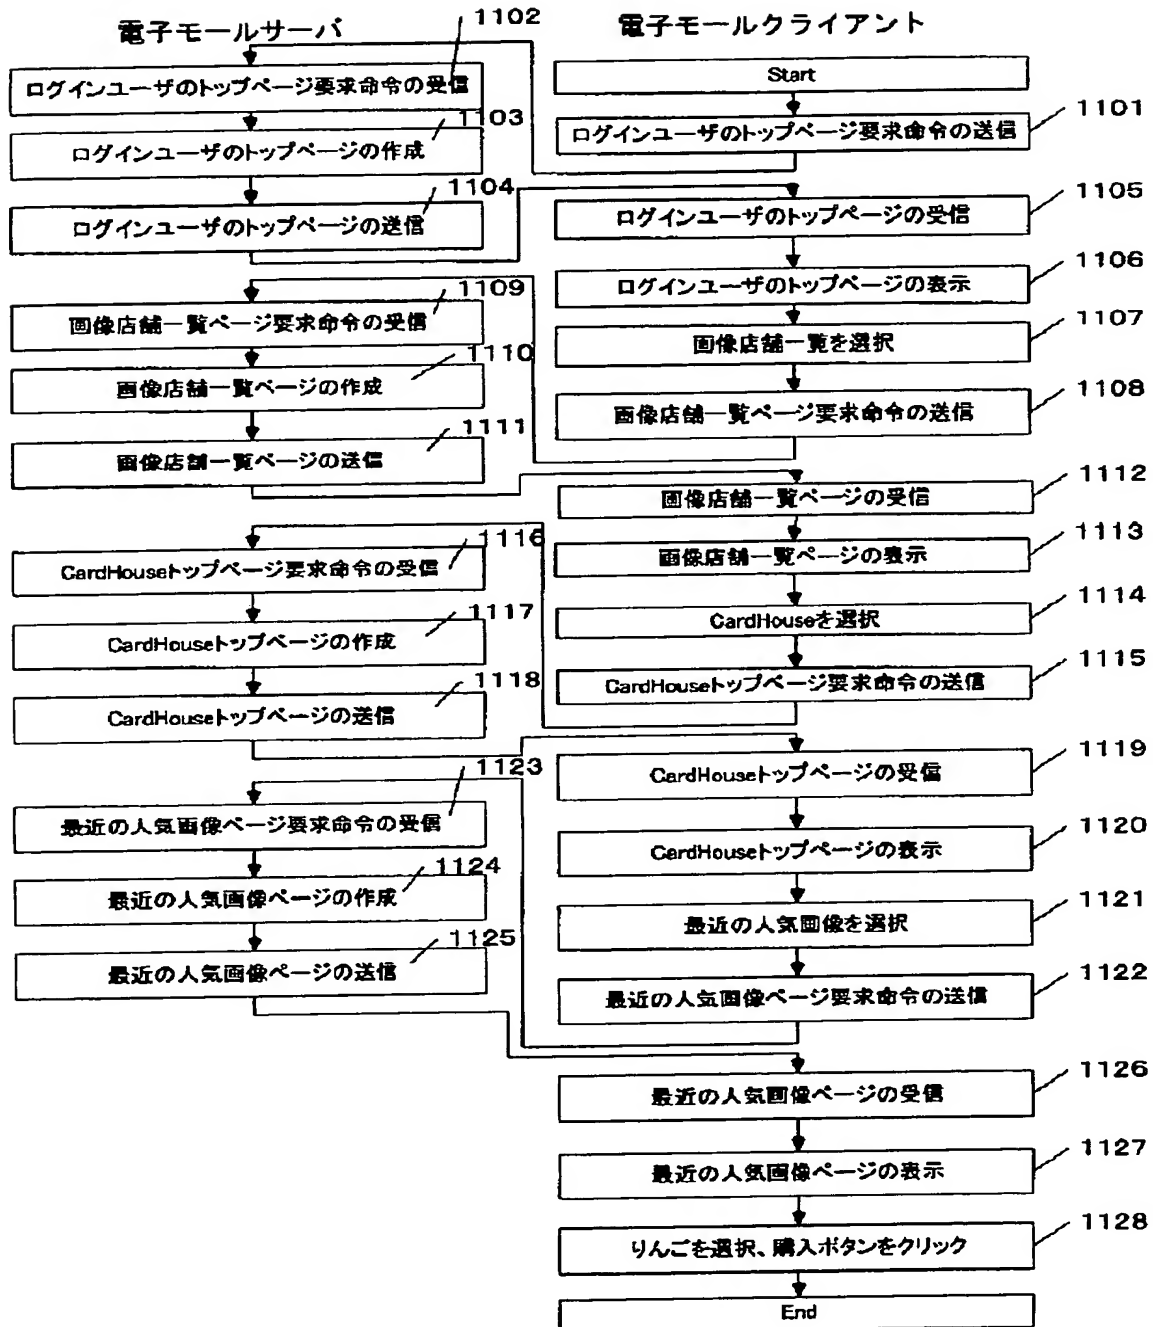 電子モールサーバ
電子モールクライアント
1102
Start
ログインユーザのトップページ要求命令の受信
1101
1103
ログインユーザのトップページ要求命令の送信
ログインユーザのトップページの作成
1104
1105
ログインユーザのトップページの送信
ログインユーザのトップページの受信
1106
ログインユーザのトップページの表示
1109
画像店舗一覧ページ要求命令の受信
1107
画像店舗一覧を選択
1110
画像店舗一覧ページの作成
1108
画像店舗一覧ページ要求命令の送信
1111
画像店舗一覧ページの送信
1112
画像店舗一覧ページの受信
1116
1113
CardHouseトップページ要求命令の受信
画像店舗一覧ページの表示
1114
1117
CardHouseを選択
CardHouseトップページの作成
1115
1118
CardHouseトップページ要求命令の送信
CardHouseトップページの送信
1119
1123
CardHouseトップページの受信
最近の人気画像ページ要求命令の受信
1120
CardHouseトップページの表示
1124
最近の人気画像ページの作成
1121
最近の人気画像を選択
1125
最近の人気画像ページの送信
1122
最近の人気画像ページ要求命令の送信
1126
最近の人気画像ページの受信
1127
最近の人気画像ページの表示
1128
りんごを選択、購入ボタンをクリック
End